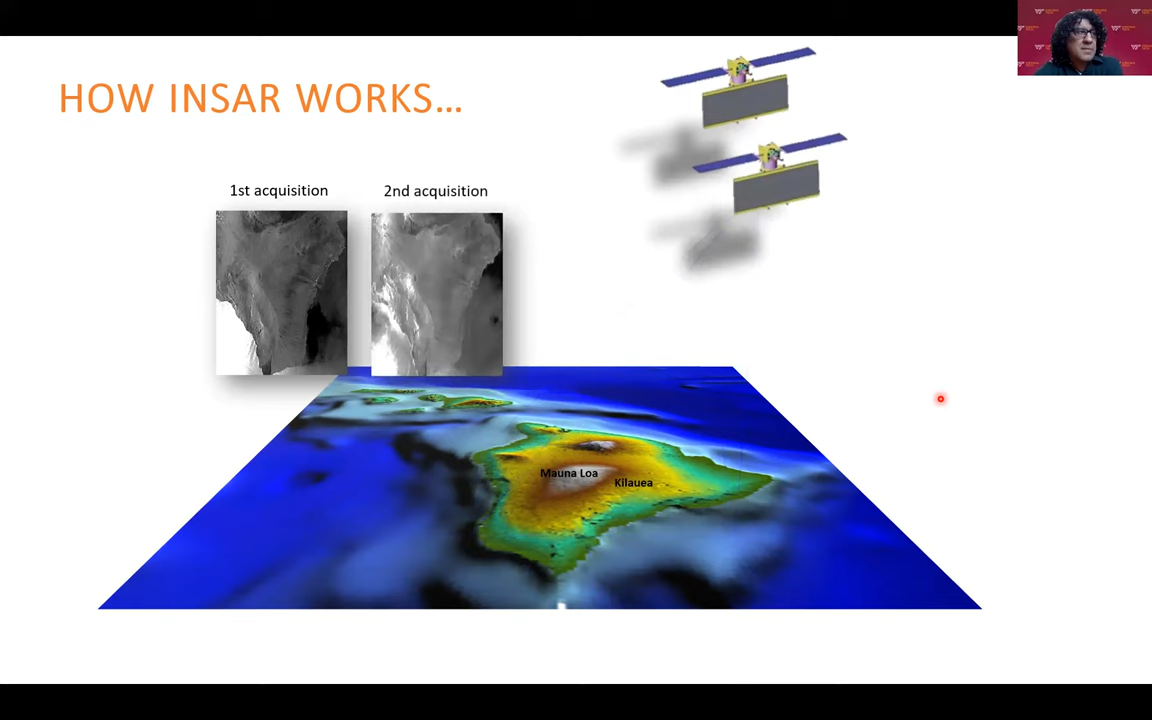 HOW INSAR WORKS...
1st acquisition
2nd acquisition
Mauna Loa
Kilauea